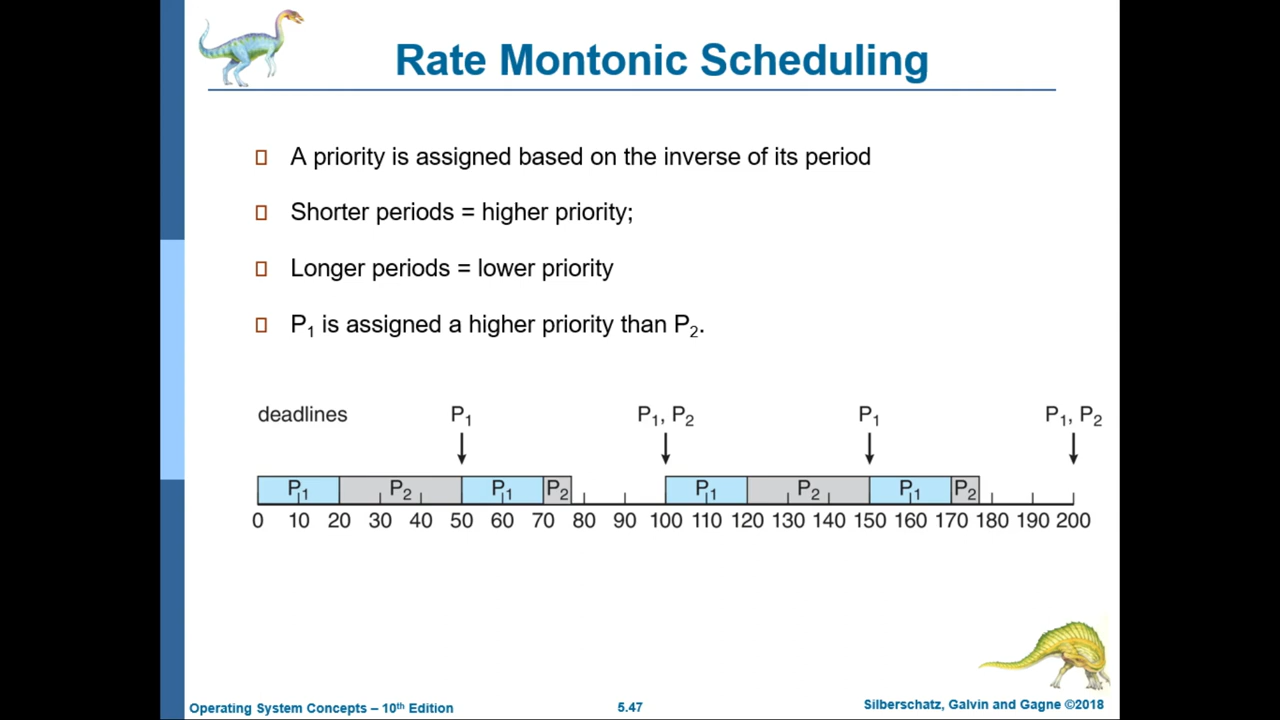 Rate Montonic Scheduling
A priority is assigned based on the inverse of its period
Shorter periods = higher priority;
Longer periods = lower priority
P1 is assigned a higher priority than P2.
deadlines P1 P1, P2 P1 P1, P2
P1 P2 P1 P2 P1 P2 P1 P2
0 10 20 30 40 50 60 70 80 90 100 110 120 130 140 150 160 170 180 190 200
Operating System Concepts – 10th Edition 5.47 Silberschatz, Galvin and Gagne ©2018